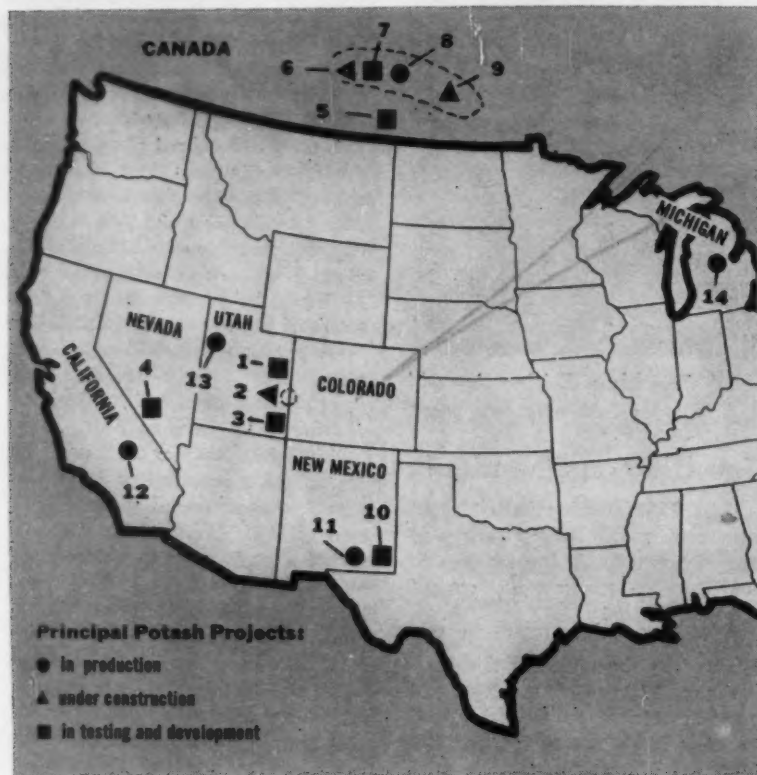 CANADA
7
8
6
9
5
MICHIGAN
14
NEVADA
UTAH
13
1
COLORADO
CALIFORNIA
4
2
3
12
NEW MEXICO
11
10
Principal Potash Projects:
in production
under construction
in testing and development